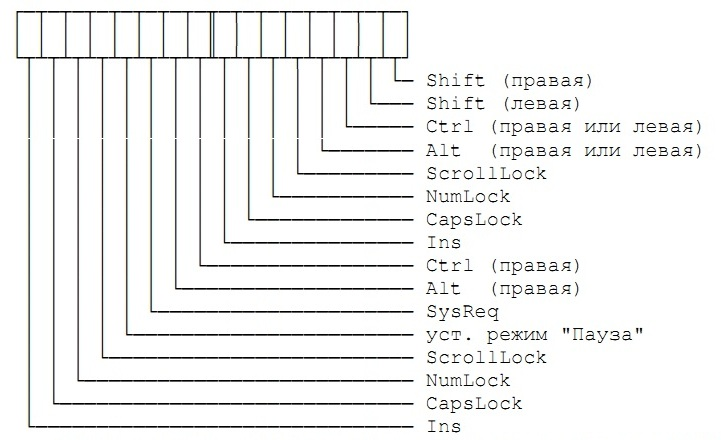 Shift (правая)
Shift (левая)
Ctrl (правая или левая)
Alt  (правая или левая)
ScrollLock
NumLock
CapsLock
Ins
Ctrl (правая)
Alt  (правая)
SysReq
уст. режим "Пауза"
ScrollLock
NumLock
CapsLock
Ins